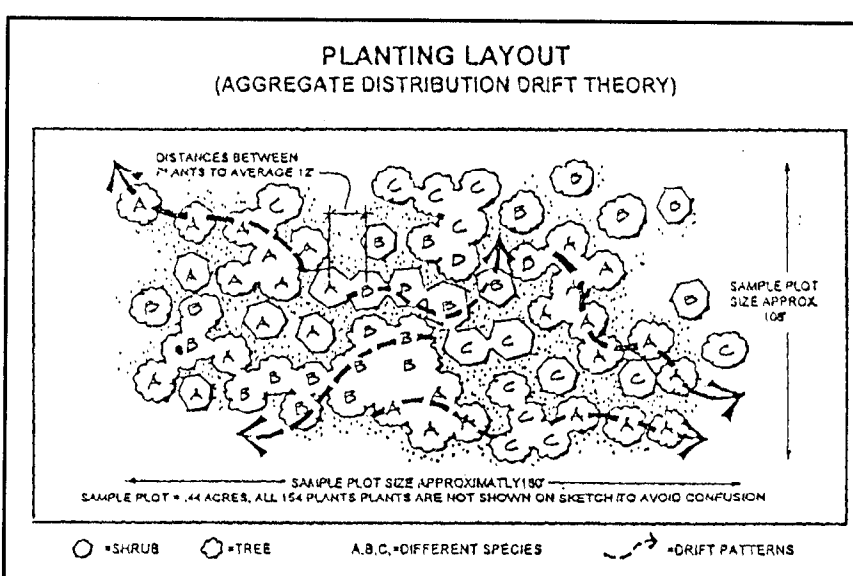 PLANTING LAYOUT
(AGGREGATE DISTRIBUTION DRIFT THEORY)
DISTANCES BETWEEN
PLANTS TO AVERAGE 12'
SAMPLE PLOT
SIZE APPROX.
108'
SAMPLE PLOT SIZE APPROXIMATLY 180'
SAMPLE PLOT = .44 ACRES, ALL 154 PLANTS PLANTS ARE NOT SHOWN ON SKETCH TO AVOID CONFUSION
=SHRUB =TREE A.B.C.=DIFFERENT SPECIES =DRIFT PATTERNS